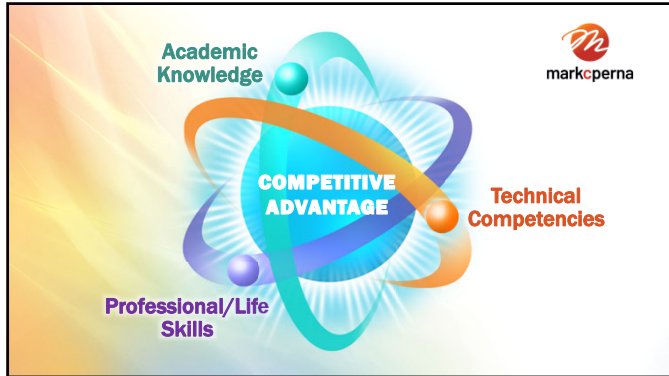 Academic
Knowledge
markcperna
COMPETITIVE
ADVANTAGE
Technical
Competencies
Professional/Life
Skills